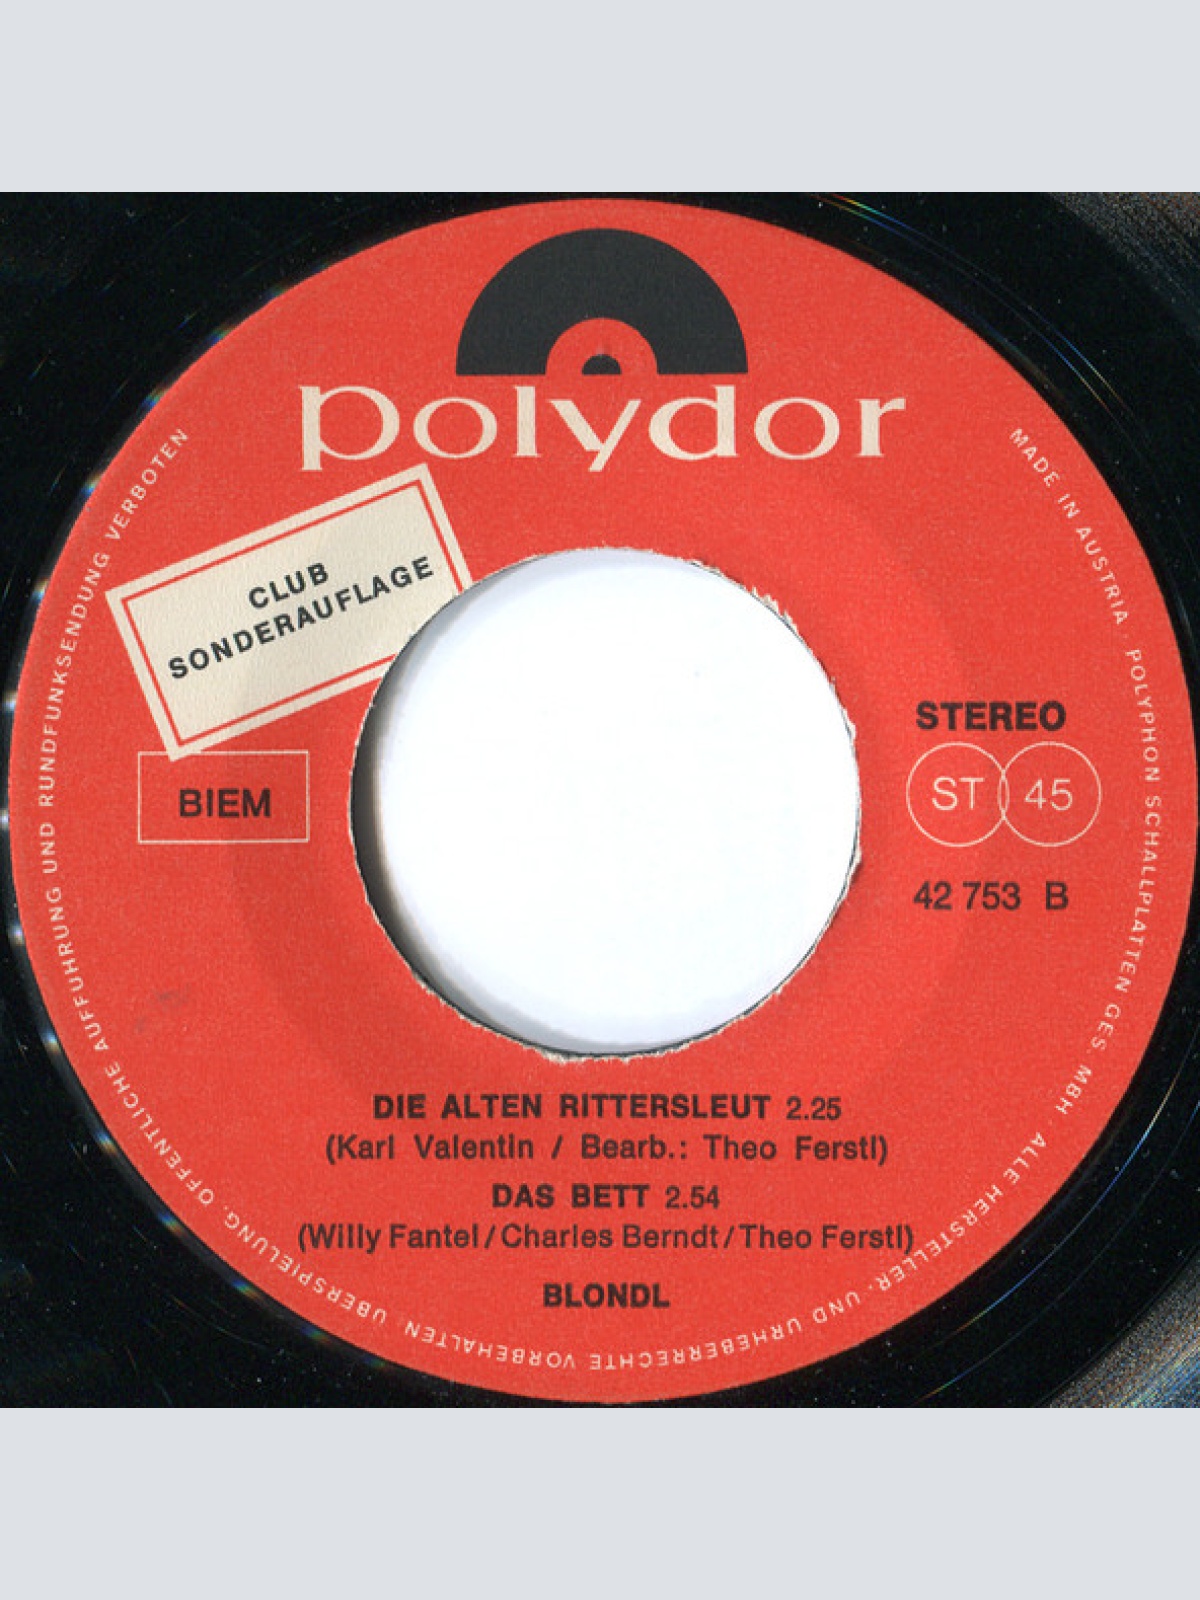 polydor
CLUB
SONDERAUFLAGE
BIEM
STEREO
ST 45
42 753 B
DIE ALTEN RITTERSLEUT 2.25
(Karl Valentin / Bearb.: Theo Ferstl)
DAS BETT 2.54
(Willy Fantel / Charles Berndt / Theo Ferstl)
BLONDL
MADE IN AUSTRIA · POLYPHON SCHALLPLATTEN GES. MBH · ALLE HERSTELLER- UND URHEBERRECHTE VORBEHALTEN · ÜBERSPIELUNG, ÖFFENTLICHE AUFFÜHRUNG UND RUNDFUNKSENDUNG VERBOTEN